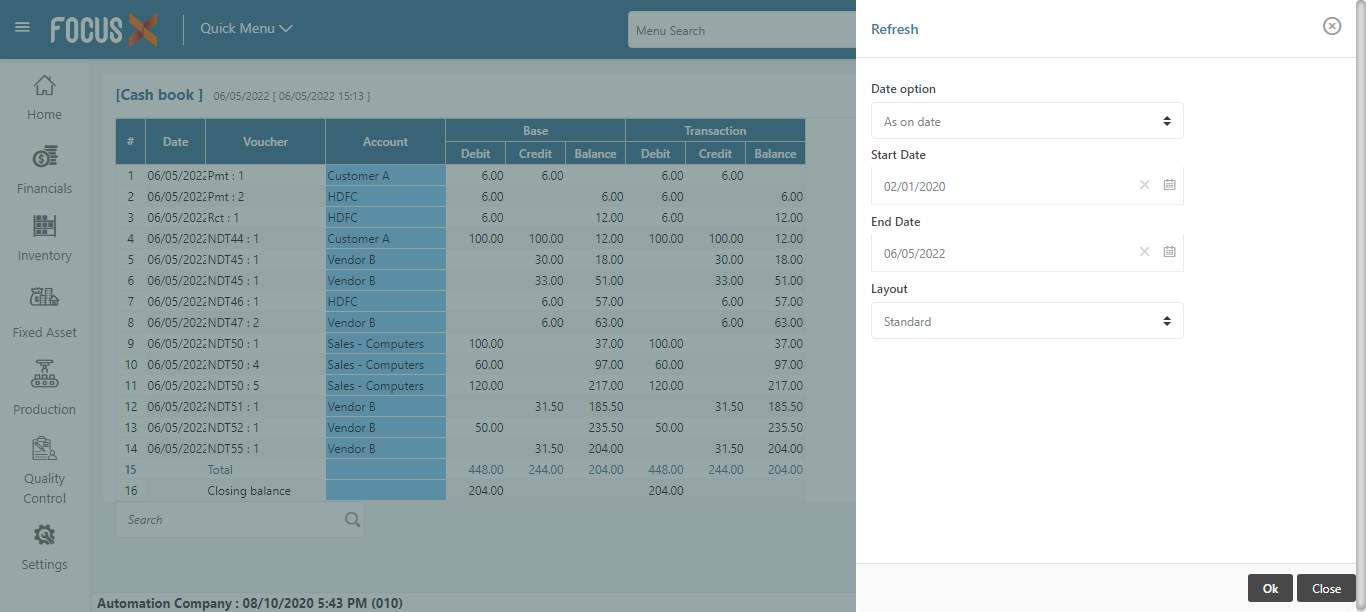 FOCUS X
Quick Menu
Menu Search
Refresh
Home
Financials
Inventory
Fixed Asset
Production
Quality
Control
Settings
[Cash book ] 06/05/2022 [ 06/05/2022 15:13 ]
# Date Voucher Account Base Transaction
Debit Credit Balance Debit Credit Balance
1 06/05/2022 Pmt : 1 Customer A 6.00 6.00 6.00 6.00
2 06/05/2022 Pmt : 2 HDFC 6.00 6.00 6.00 6.00
3 06/05/2022 Rct : 1 HDFC 6.00 12.00 6.00 12.00
4 06/05/2022 NDT44 : 1 Customer A 100.00 100.00 12.00 100.00 100.00 12.00
5 06/05/2022 NDT45 : 1 Vendor B 30.00 18.00 30.00 18.00
6 06/05/2022 NDT45 : 1 Vendor B 33.00 51.00 33.00 51.00
7 06/05/2022 NDT46 : 1 HDFC 6.00 57.00 6.00 57.00
8 06/05/2022 NDT47 : 2 Vendor B 6.00 63.00 6.00 63.00
9 06/05/2022 NDT50 : 1 Sales - Computers 100.00 37.00 100.00 37.00
10 06/05/2022 NDT50 : 4 Sales - Computers 60.00 97.00 60.00 97.00
11 06/05/2022 NDT50 : 5 Sales - Computers 120.00 217.00 120.00 217.00
12 06/05/2022 NDT51 : 1 Vendor B 31.50 185.50 31.50 185.50
13 06/05/2022 NDT52 : 1 Vendor B 50.00 235.50 50.00 235.50
14 06/05/2022 NDT55 : 1 Vendor B 31.50 204.00 31.50 204.00
15 Total 448.00 244.00 204.00 448.00 244.00 204.00
16 Closing balance 204.00 204.00
Search
Automation Company : 08/10/2020 5:43 PM (010)
Date option
As on date
Start Date
02/01/2020
End Date
06/05/2022
Layout
Standard
Ok Close